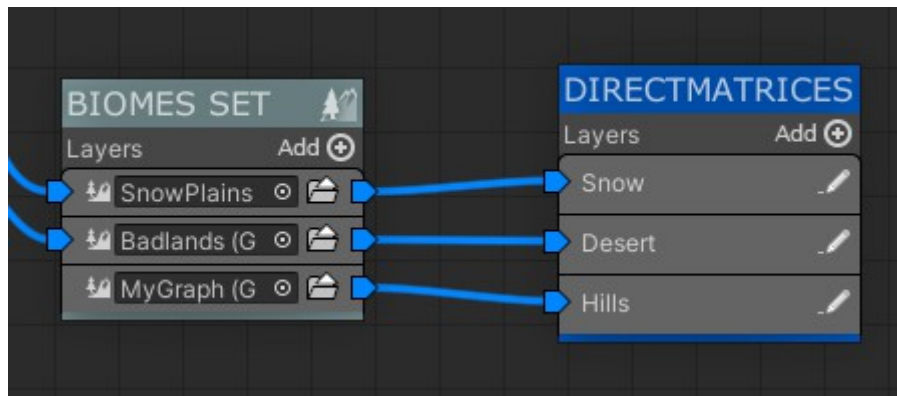 BIOMES SET
Layers Add
SnowPlains
Badlands (G
MyGraph (G
DIRECTMATRICES
Layers Add
Snow
Desert
Hills